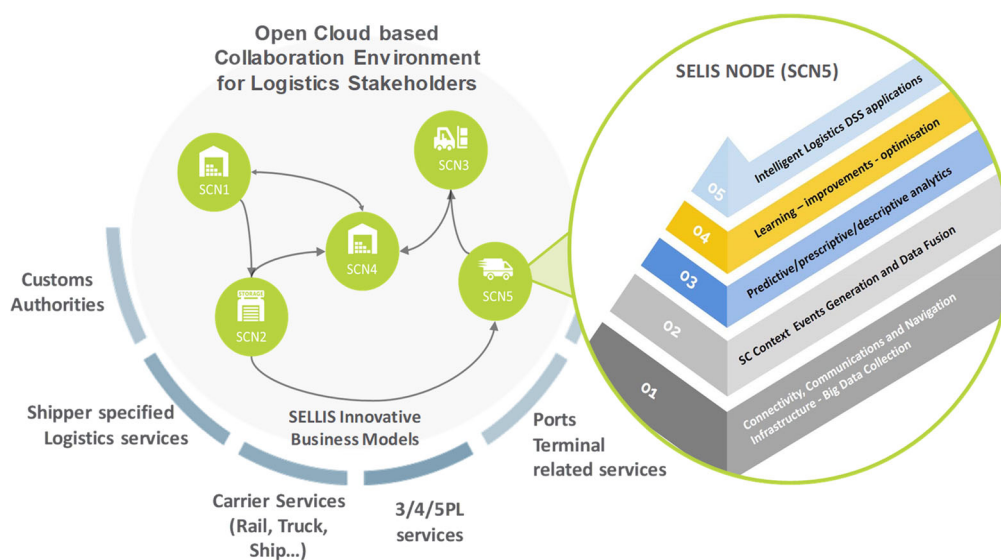 Open Cloud based
Collaboration Environment
for Logistics Stakeholders
SCN1
SCN3
SCN4
SCN5
STORAGE
SCN2
SELLIS Innovative
Business Models
Customs
Authorities
Shipper specified
Logistics services
Carrier Services
(Rail, Truck,
Ship...)
3/4/5PL
services
Ports
Terminal
related services
SELIS NODE (SCN5)
05
Intelligent Logistics DSS applications
04
Learning – improvements - optimisation
03
Predictive/prescriptive/descriptive analytics
02
SC Context Events Generation and Data Fusion
01
Connectivity, Communications and Navigation
Infrastructure - Big Data Collection